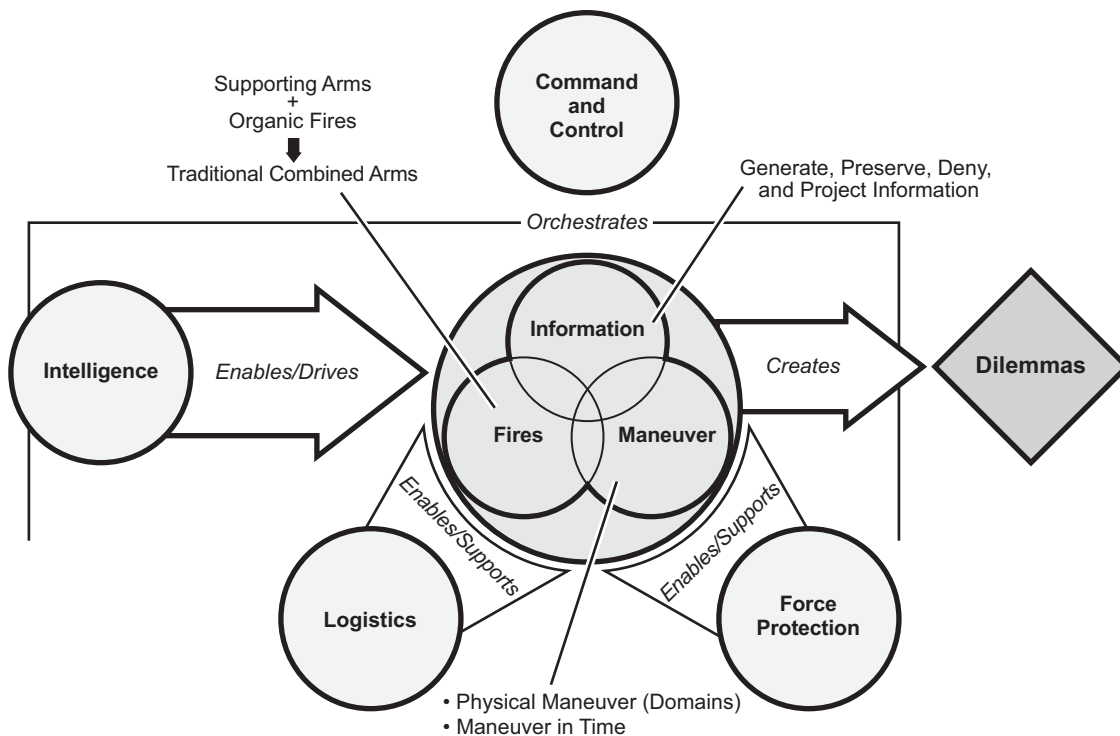 Supporting Arms
+
Organic Fires
Traditional Combined Arms
Command
and
Control
Generate, Preserve, Deny,
and Project Information
Orchestrates
Intelligence
Enables/Drives
Information
Fires
Maneuver
Creates
Dilemmas
Enables/Supports
Enables/Supports
Logistics
Force
Protection
• Physical Maneuver (Domains)
• Maneuver in Time